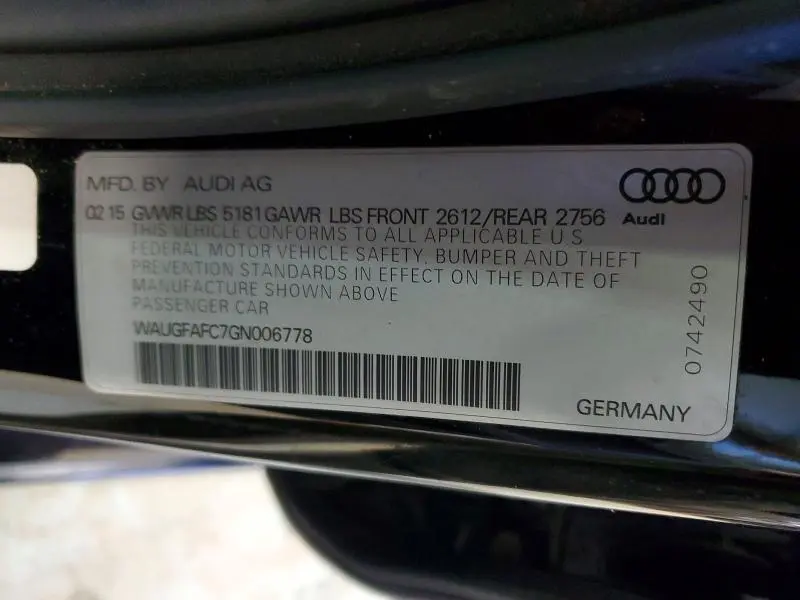 MFD. BY AUDI AG
02 15 GVWR LBS 5181 GAWR LBS FRONT 2612/REAR 2756
Audi
THIS VEHICLE CONFORMS TO ALL APPLICABLE U S
FEDERAL MOTOR VEHICLE SAFETY, BUMPER AND THEFT
PREVENTION STANDARDS IN EFFECT ON THE DATE OF
MANUFACTURE SHOWN ABOVE
PASSENGER CAR
WAUGFAFC7GN006778
GERMANY
0742490